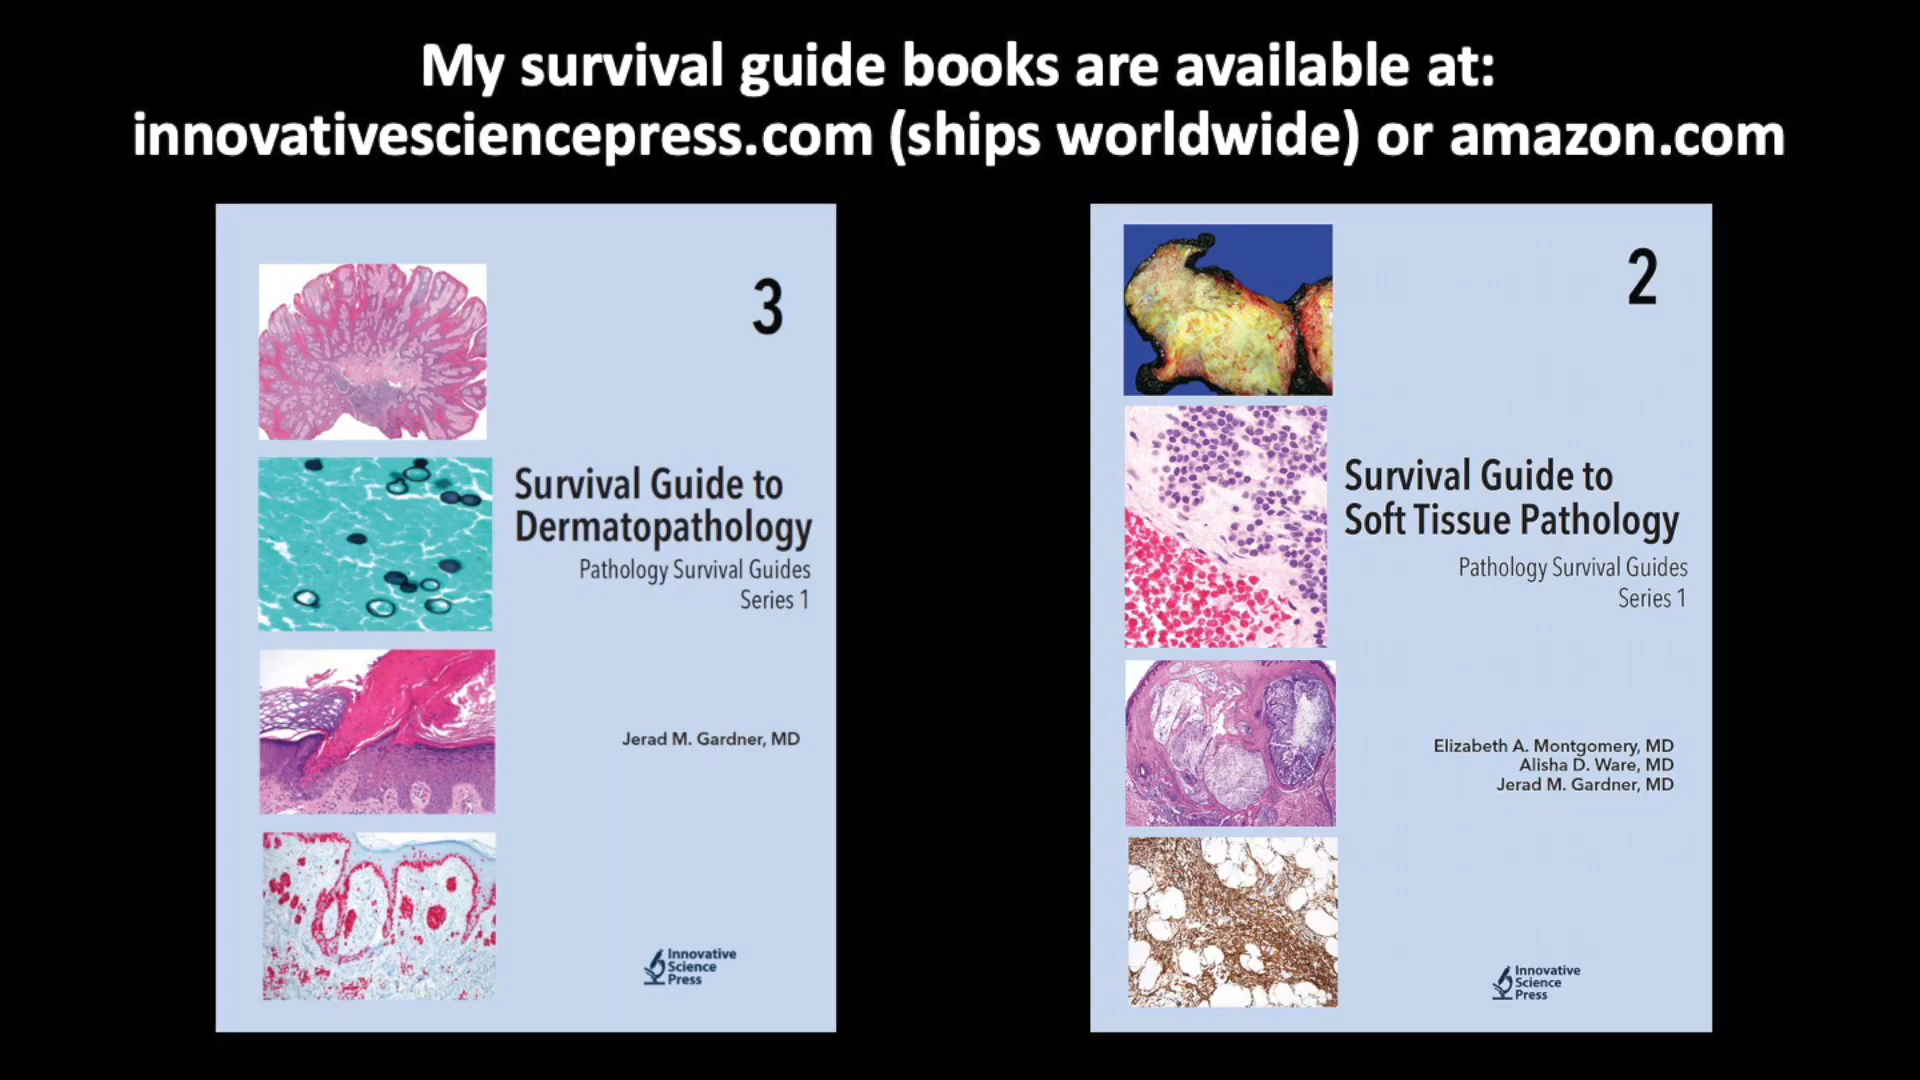 My survival guide books are available at:
innovativesciencepress.com (ships worldwide) or amazon.com
3
Survival Guide to
Dermatopathology
Pathology Survival Guides
Series 1
Jerad M. Gardner, MD
Innovative
Science
Press
2
Survival Guide to
Soft Tissue Pathology
Pathology Survival Guides
Series 1
Elizabeth A. Montgomery, MD
Alisha D. Ware, MD
Jerad M. Gardner, MD
Innovative
Science
Press